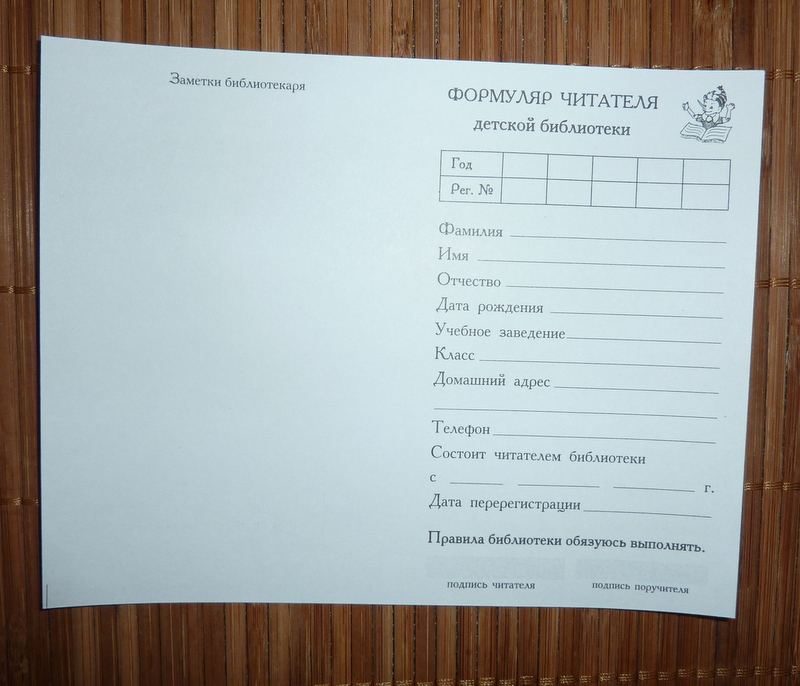 Заметки библиотекаря
ФОРМУЛЯР ЧИТАТЕЛЯ
детской библиотеки
Год
Рег. №
Фамилия
Имя
Отчество
Дата рождения
Учебное заведение
Класс
Домашний адрес
Телефон
Состоит читателем библиотеки
с г.
Дата перерегистрации
Правила библиотеки обязуюсь выполнять.
подпись читателя подпись поручителя